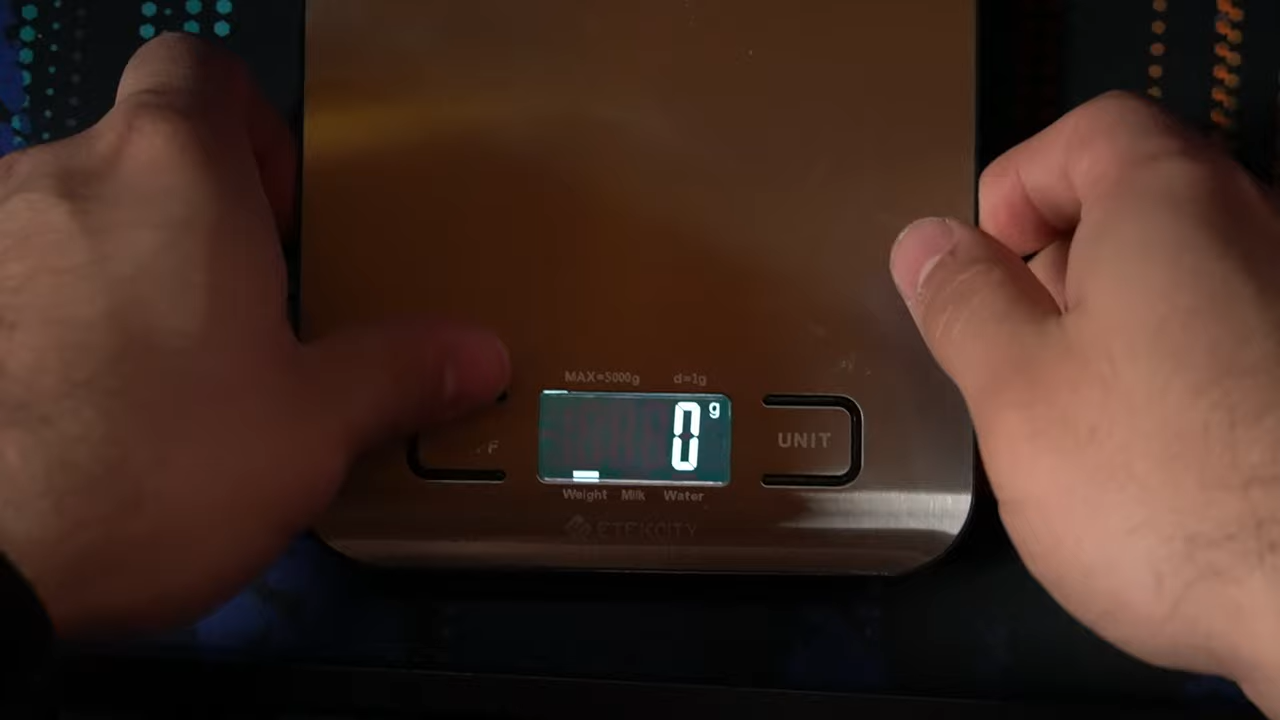 MAX=5000g d=1g
0 g
F
UNIT
Weight Milk Water
ETEKCITY